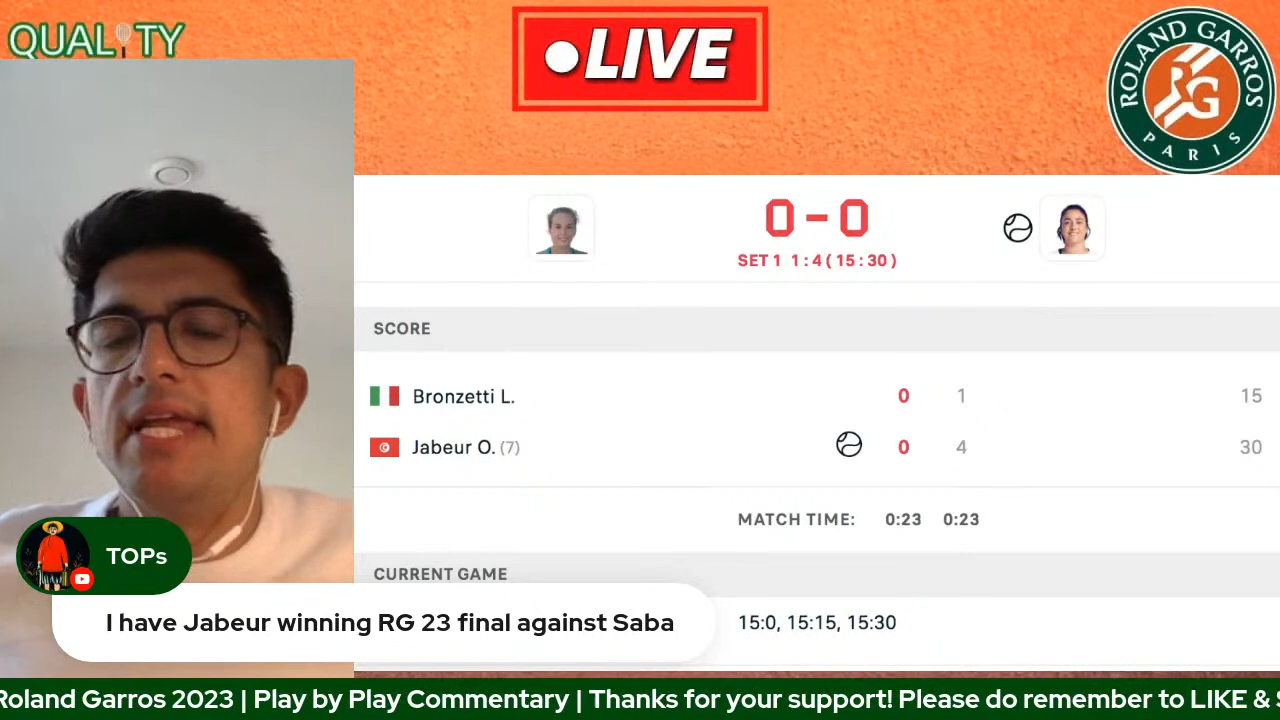 QUALITY
LIVE
ROLAND GARROS
RG
PARIS
0 - 0
SET 1 1 : 4 ( 15 : 30 )
SCORE
Bronzetti L. 0 1 15
Jabeur O. (7) 0 4 30
MATCH TIME: 0:23 0:23
CURRENT GAME
TOPs
I have Jabeur winning RG 23 final against Saba
15:0, 15:15, 15:30
Roland Garros 2023 | Play by Play Commentary | Thanks for your support! Please do remember to LIKE &